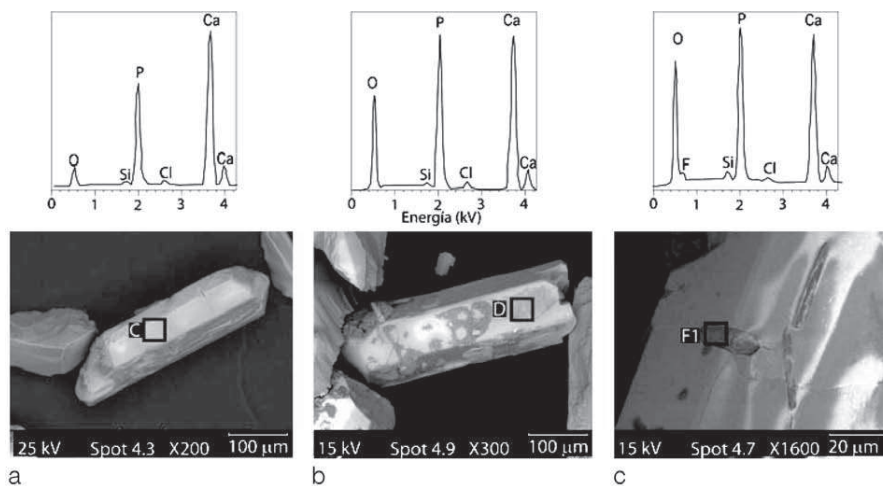 Ca
P
O
Si
Cl
Ca
0 1 2 3 4
P
Ca
O
Si
Cl
Ca
0 1 2 3 4
Energía (kV)
O
P
Ca
F
Si
Cl
Ca
0 1 2 3 4
C
25 kV Spot 4.3 X200 100 µm
D
15 kV Spot 4.9 X300 100 µm
F1
15 kV Spot 4.7 X1600 20 µm
a
b
c